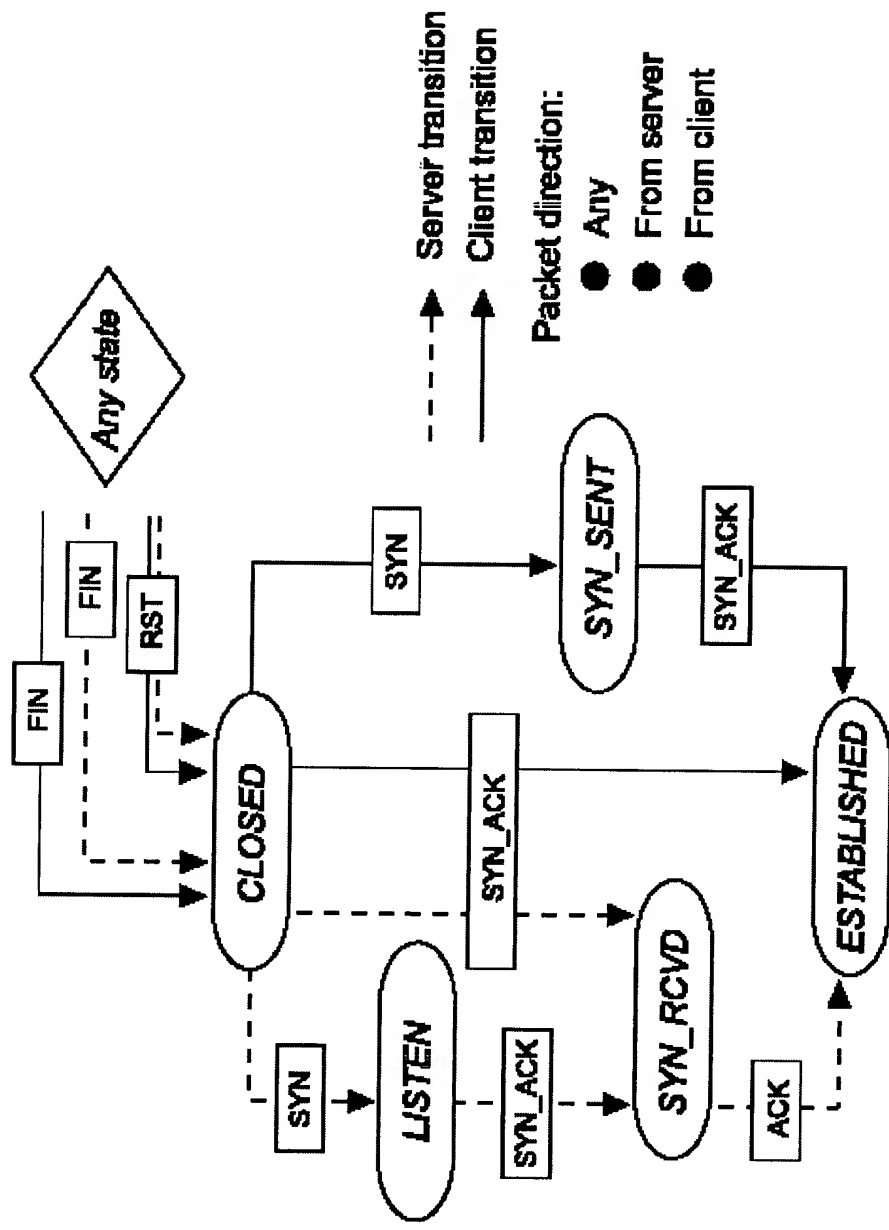 Any state
FIN
FIN
RST
CLOSED
SYN
SYN
SYN_ACK
LISTEN
SYN_ACK
SYN_RCVD
ACK
SYN_SENT
SYN_ACK
ESTABLISHED
Server transition
Client transition
Packet direction:
Any
From server
From client